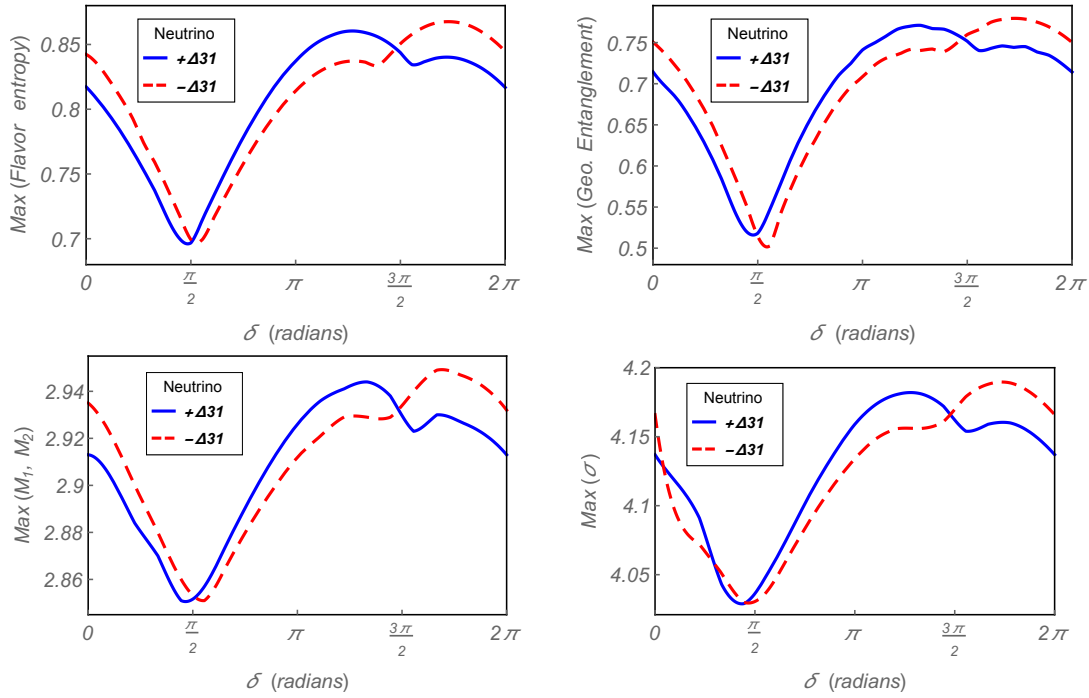 Max (Flavor entropy)
0.85
0.8
0.75
0.7
Neutrino
+Δ31
−Δ31
0
π/2
π
3π/2
2π
δ (radians)
Max (Geo. Entanglement)
0.75
0.7
0.65
0.6
0.55
0.5
Neutrino
+Δ31
−Δ31
0
π/2
π
3π/2
2π
δ (radians)
Max (M₁, M₂)
2.94
2.92
2.9
2.88
2.86
Neutrino
+Δ31
−Δ31
0
π/2
π
3π/2
2π
δ (radians)
Max (σ)
4.2
4.15
4.1
4.05
Neutrino
+Δ31
−Δ31
0
π/2
π
3π/2
2π
δ (radians)